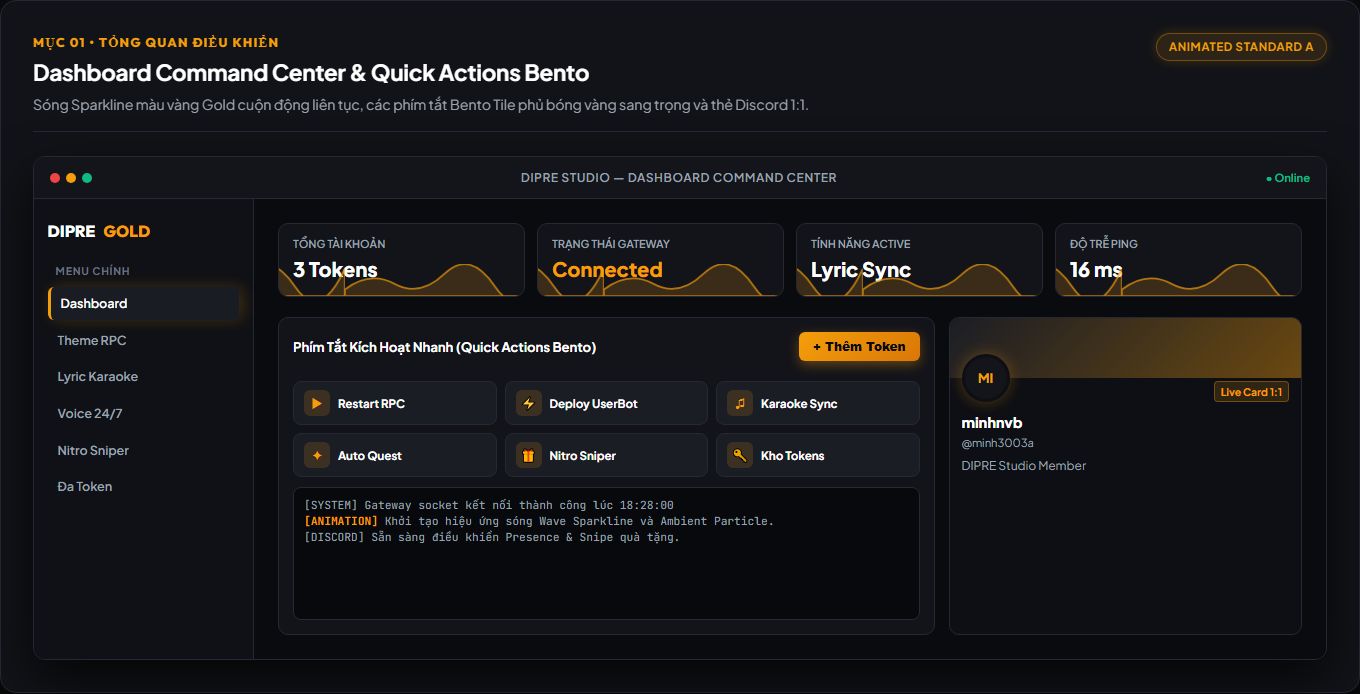 MỤC 01 • TỔNG QUAN ĐIỀU KHIỂN
ANIMATED STANDARD A
Dashboard Command Center & Quick Actions Bento
Sóng Sparkline màu vàng Gold cuộn động liên tục, các phím tắt Bento Tile phủ bóng vàng sang trọng và thẻ Discord 1:1.
DIPRE STUDIO — DASHBOARD COMMAND CENTER
• Online
DIPRE GOLD
MENU CHÍNH
Dashboard
Theme RPC
Lyric Karaoke
Voice 24/7
Nitro Sniper
Đa Token
TỔNG TÀI KHOẢN
3 Tokens
TRẠNG THÁI GATEWAY
Connected
TÍNH NĂNG ACTIVE
Lyric Sync
ĐỘ TRỄ PING
16 ms
Phím Tắt Kích Hoạt Nhanh (Quick Actions Bento)
+ Thêm Token
Restart RPC
Deploy UserBot
Karaoke Sync
Auto Quest
Nitro Sniper
Kho Tokens
[SYSTEM] Gateway socket kết nối thành công lúc 18:28:00
[ANIMATION] Khởi tạo hiệu ứng sóng Wave Sparkline và Ambient Particle.
[DISCORD] Sẵn sàng điều khiển Presence & Snipe quà tặng.
MI
Live Card 1:1
minhnvb
@minh3003a
DIPRE Studio Member